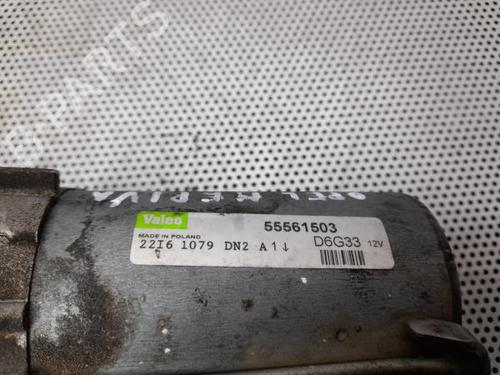 B-PARTS
OPEL MERIVA
Valeo 55561503
MADE IN POLAND D6G33 12V
22I6 1079 DN2 A1↓